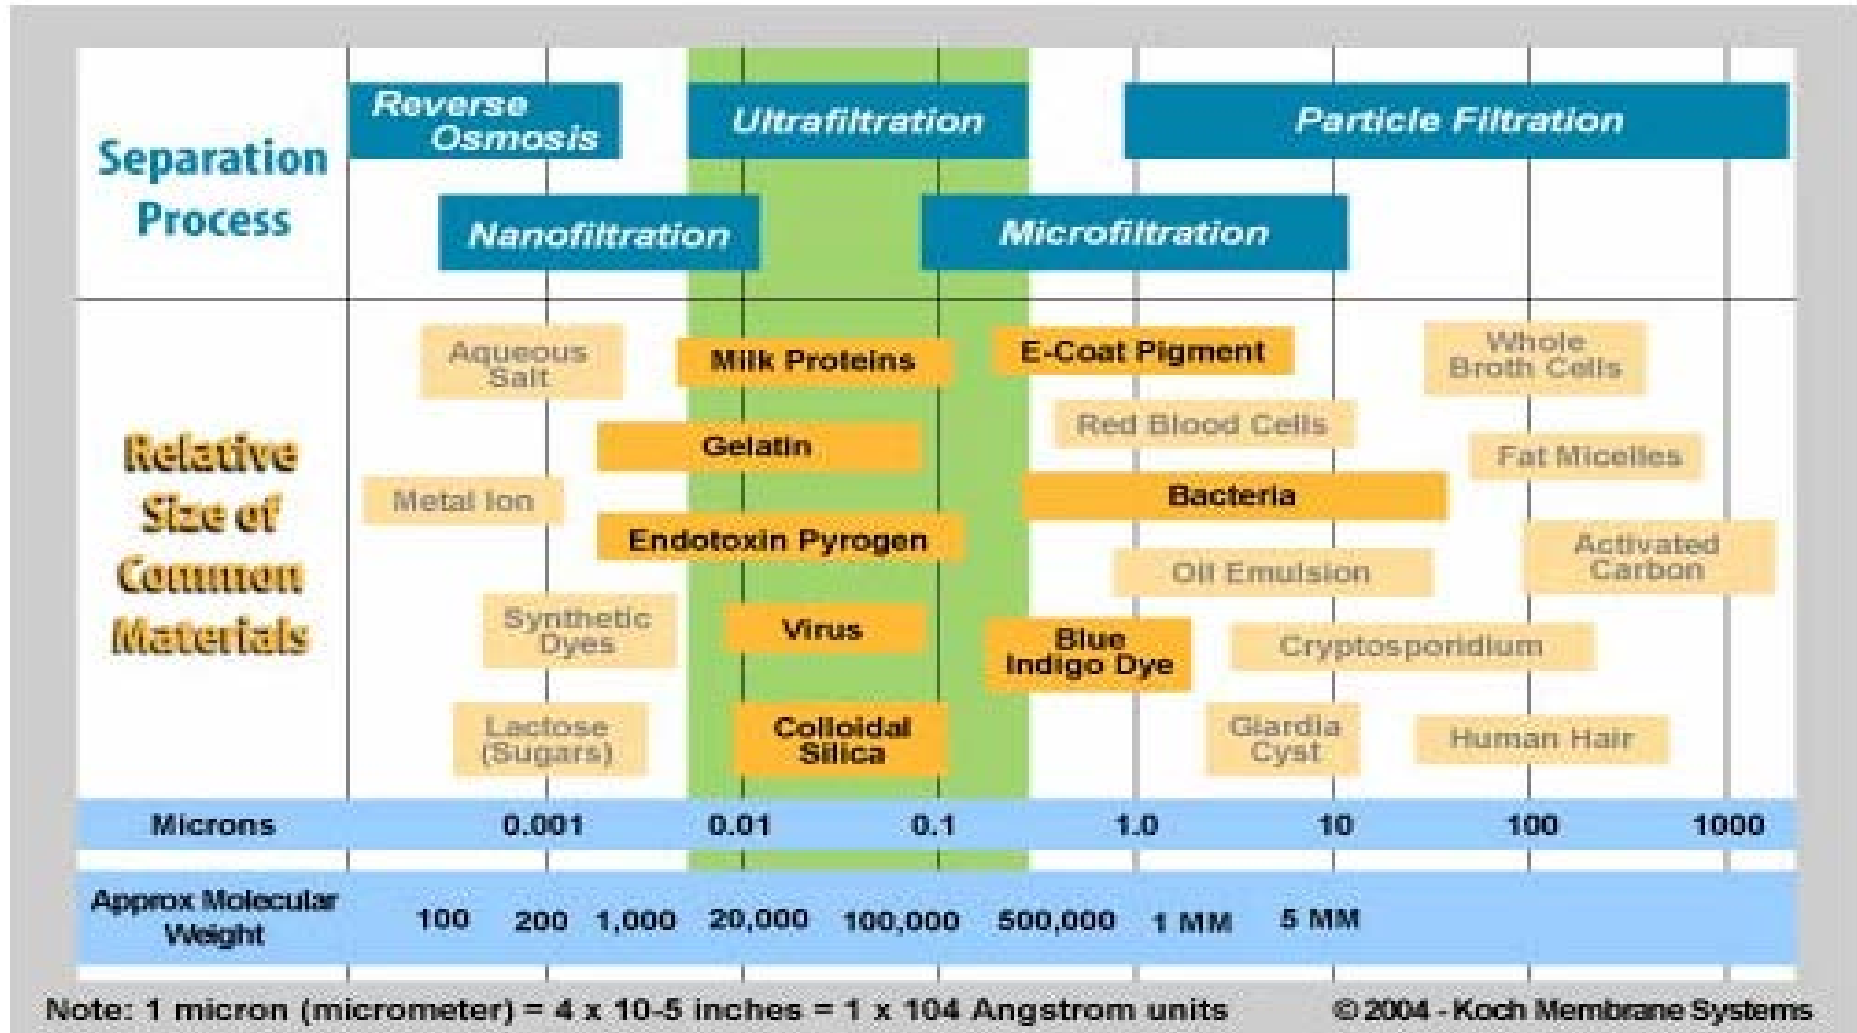 Separation
Process
Reverse
Osmosis
Ultrafiltration
Particle Filtration
Nanofiltration
Microfiltration
Relative
Size of
Common
Materials
Aqueous
Salt
Milk Proteins
E-Coat Pigment
Whole
Broth Cells
Red Blood Cells
Gelatin
Fat Micelles
Metal Ion
Bacteria
Endotoxin Pyrogen
Activated
Carbon
Oil Emulsion
Synthetic
Dyes
Virus
Blue
Indigo Dye
Cryptosporidium
Lactose
(Sugars)
Colloidal
Silica
Giardia
Cyst
Human Hair
Microns 0.001 0.01 0.1 1.0 10 100 1000
Approx Molecular
Weight
100 200 1,000 20,000 100,000 500,000 1 MM 5 MM
Note: 1 micron (micrometer) = 4 x 10-5 inches = 1 x 104 Angstrom units © 2004 - Koch Membrane Systems